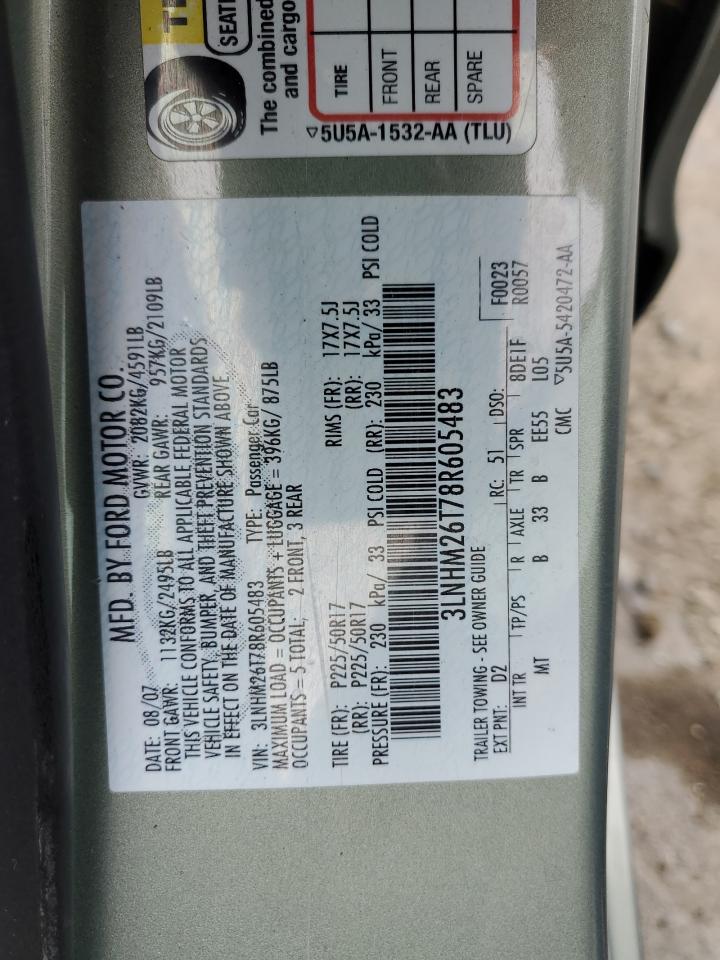 TE
SEATI
The combined
and cargo
TIRE
FRONT
REAR
SPARE
▽5U5A-1532-AA (TLU)
MFD. BY FORD MOTOR CO.
DATE: 08/07 GVWR: 2082KG/4591LB
FRONT GAWR: 1132KG/2495LB REAR GAWR: 957KG/2109LB
THIS VEHICLE CONFORMS TO ALL APPLICABLE FEDERAL MOTOR
VEHICLE SAFETY, BUMPER, AND THEFT PREVENTION STANDARDS
IN EFFECT ON THE DATE OF MANUFACTURE SHOWN ABOVE
VIN: 3LNHM26T78R605483 TYPE: Passenger Car
MAXIMUM LOAD = OCCUPANTS + LUGGAGE = 396KG/ 875LB
OCCUPANTS = 5 TOTAL; 2 FRONT, 3 REAR
TIRE (FR): P225/50R17 RIMS (FR): 17X7.5J
(RR): P225/50R17 (RR): 17X7.5J
PRESSURE (FR): 230 kPa/ 33 PSI COLD (RR): 230 kPa/ 33 PSI COLD
3LNHM26T78R605483
TRAILER TOWING - SEE OWNER GUIDE F0023
EXT PNT: D2 RC: 51 DSO: R0057
INT TR TP/PS R AXLE TR SPR 8DE1F
MT B 33 B EE55 L05
CMC ▽5U5A-5420472-AA